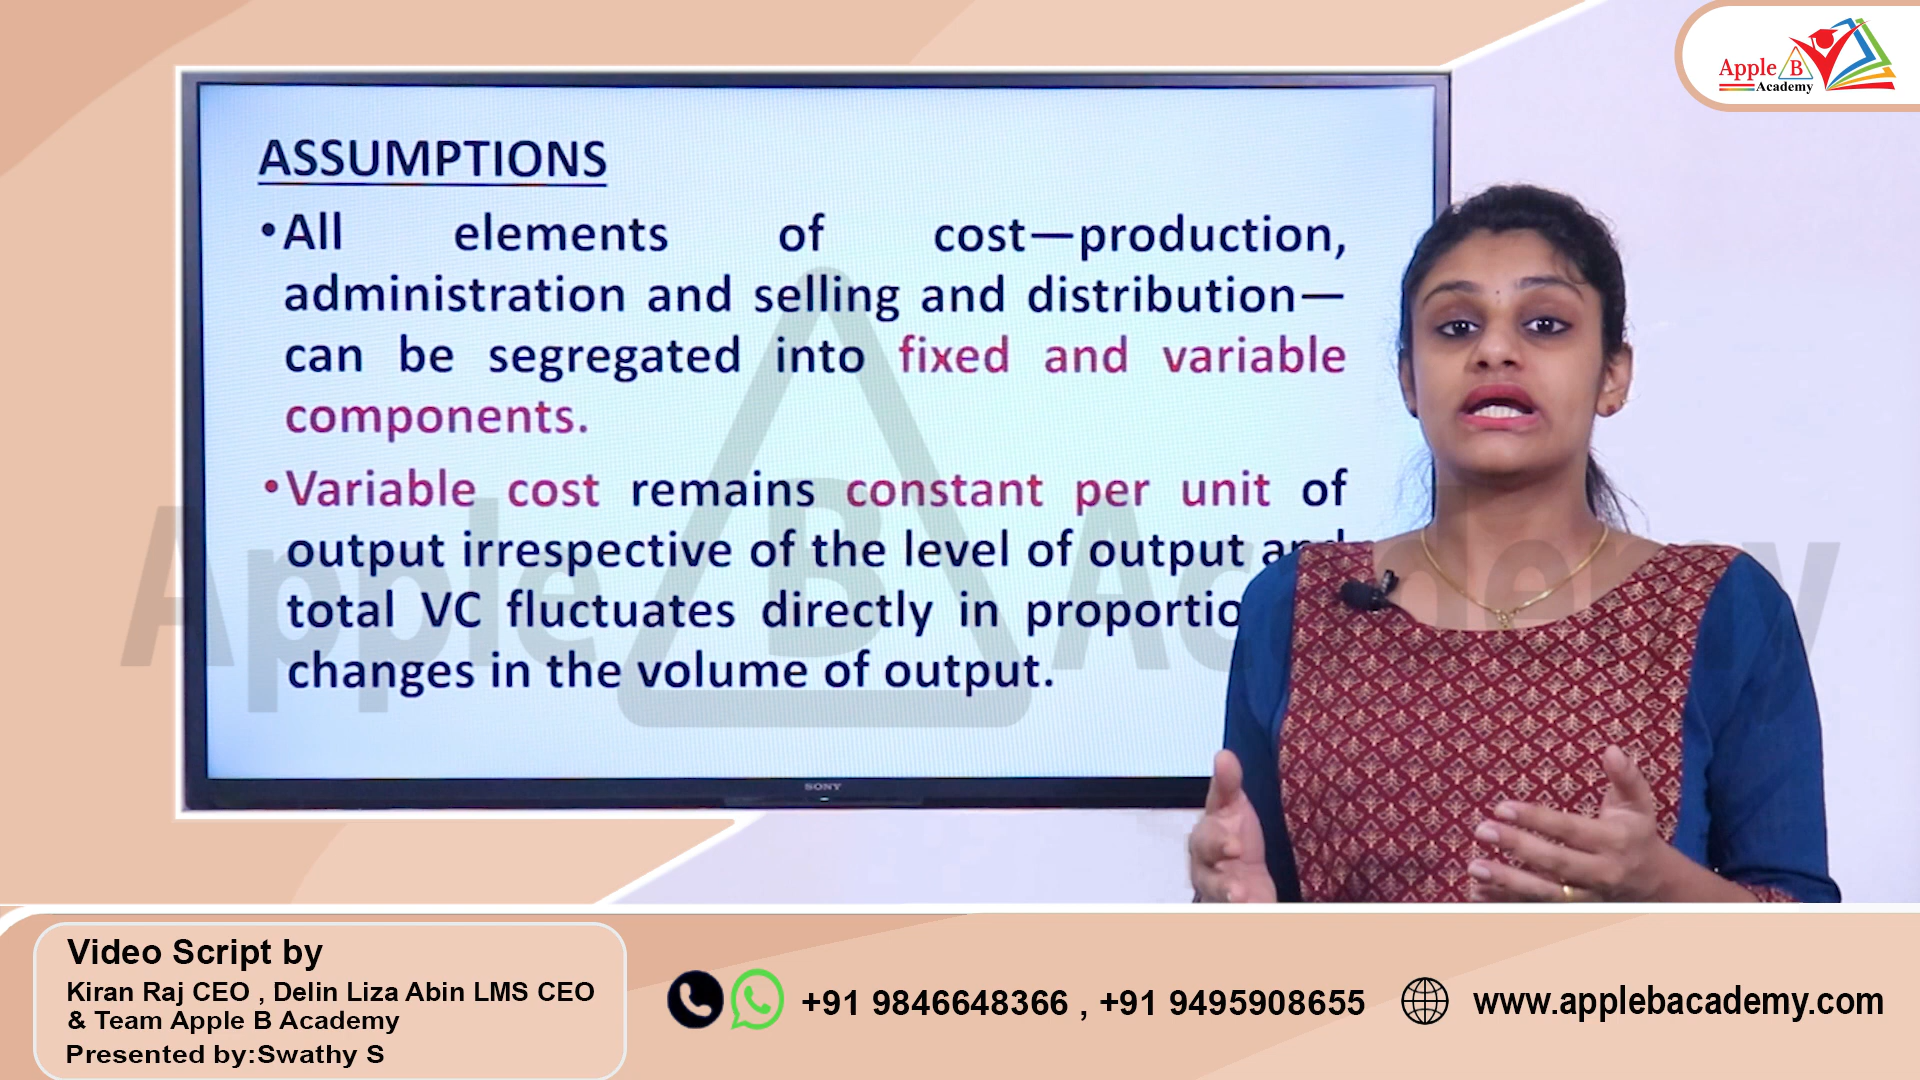 Apple B
Academy
ASSUMPTIONS
•All elements of cost—production,
administration and selling and distribution—
can be segregated into fixed and variable
components.
•Variable cost remains constant per unit of
output irrespective of the level of output and
total VC fluctuates directly in
changes in the volume of output.
Apple B Academy
SONY
Video Script by
Kiran Raj CEO , Delin Liza Abin LMS CEO
& Team Apple B Academy
Presented by:Swathy S
+91 9846648366 , +91 9495908655
www.applebacademy.com